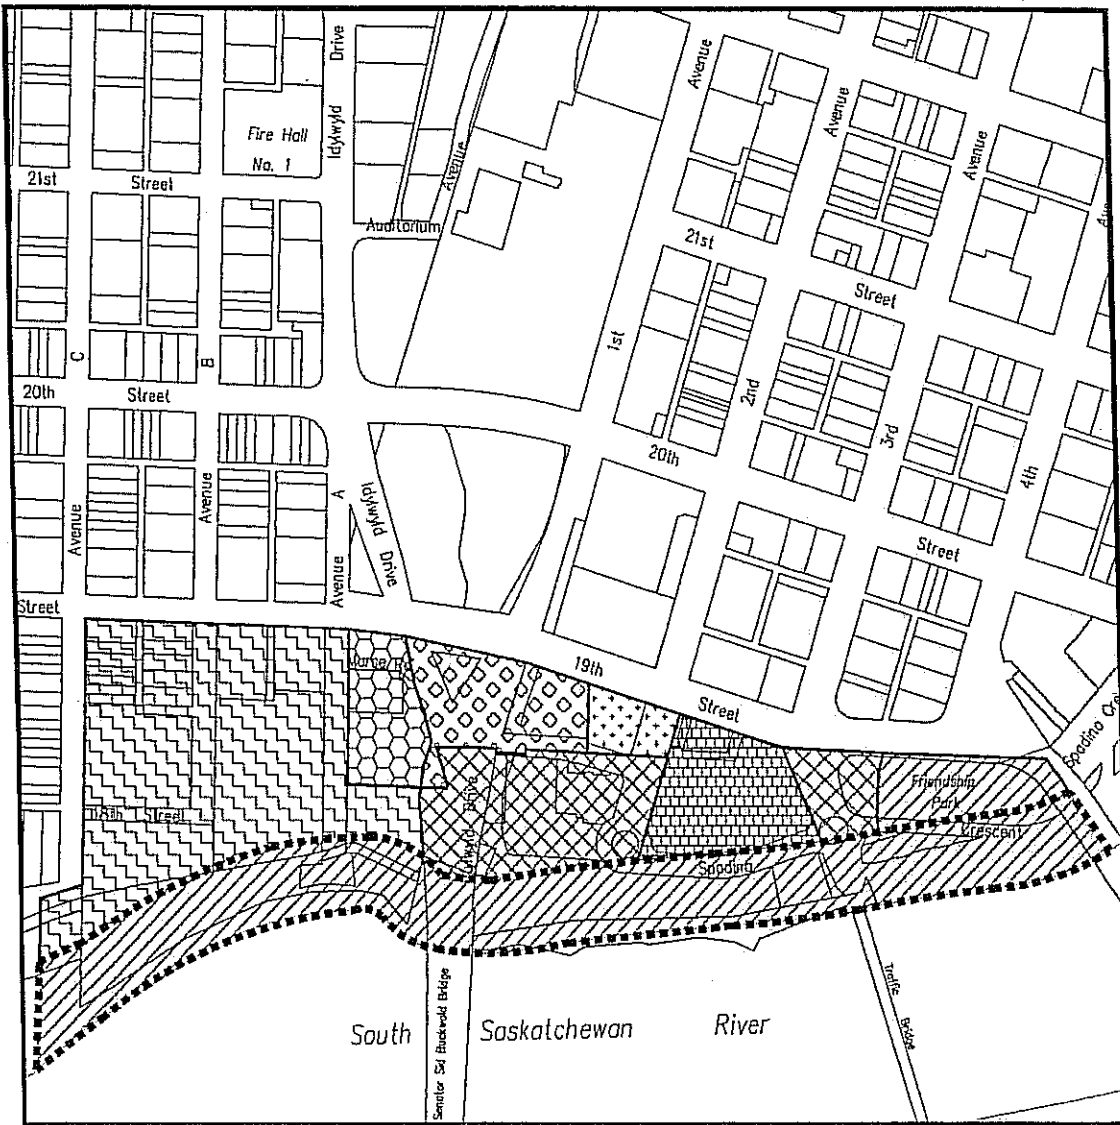 Drive
Idylwyld
Fire Hall
No. 1
Avenue
Avenue
Avenue
Avenue
21st
Street
Auditorium
21st
Street
C
B
1st
2nd
3rd
4th
20th
Street
20th
Street
Avenue
Avenue
Avenue A
Idylwyld Drive
Street
19th
Street
Spadina
18th Street
Drive
Friendship
Park
Crescent
Spadina
South Saskatchewan River
Senator Sid Buckwold Bridge
Traffic
Bridge